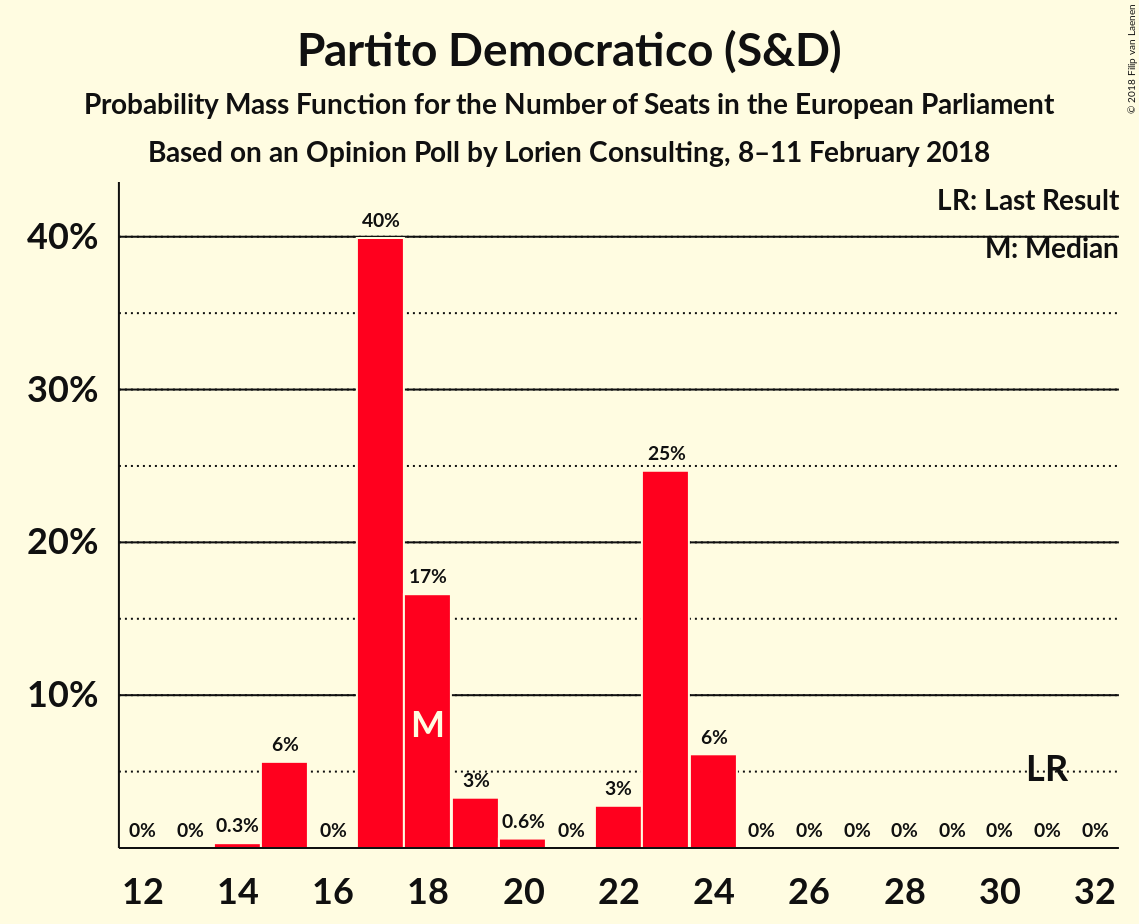 Partito Democratico (S&D)
Probability Mass Function for the Number of Seats in the European Parliament
Based on an Opinion Poll by Lorien Consulting, 8–11 February 2018
© 2018 Filip van Laenen
LR: Last Result
M: Median
40%
30%
20%
10%
0% 0% 0.3% 6% 0% 40% 17% 3% 0.6% 0% 3% 25% 6% 0% 0% 0% 0% 0% 0% 0% 0%
M
LR
12 14 16 18 20 22 24 26 28 30 32